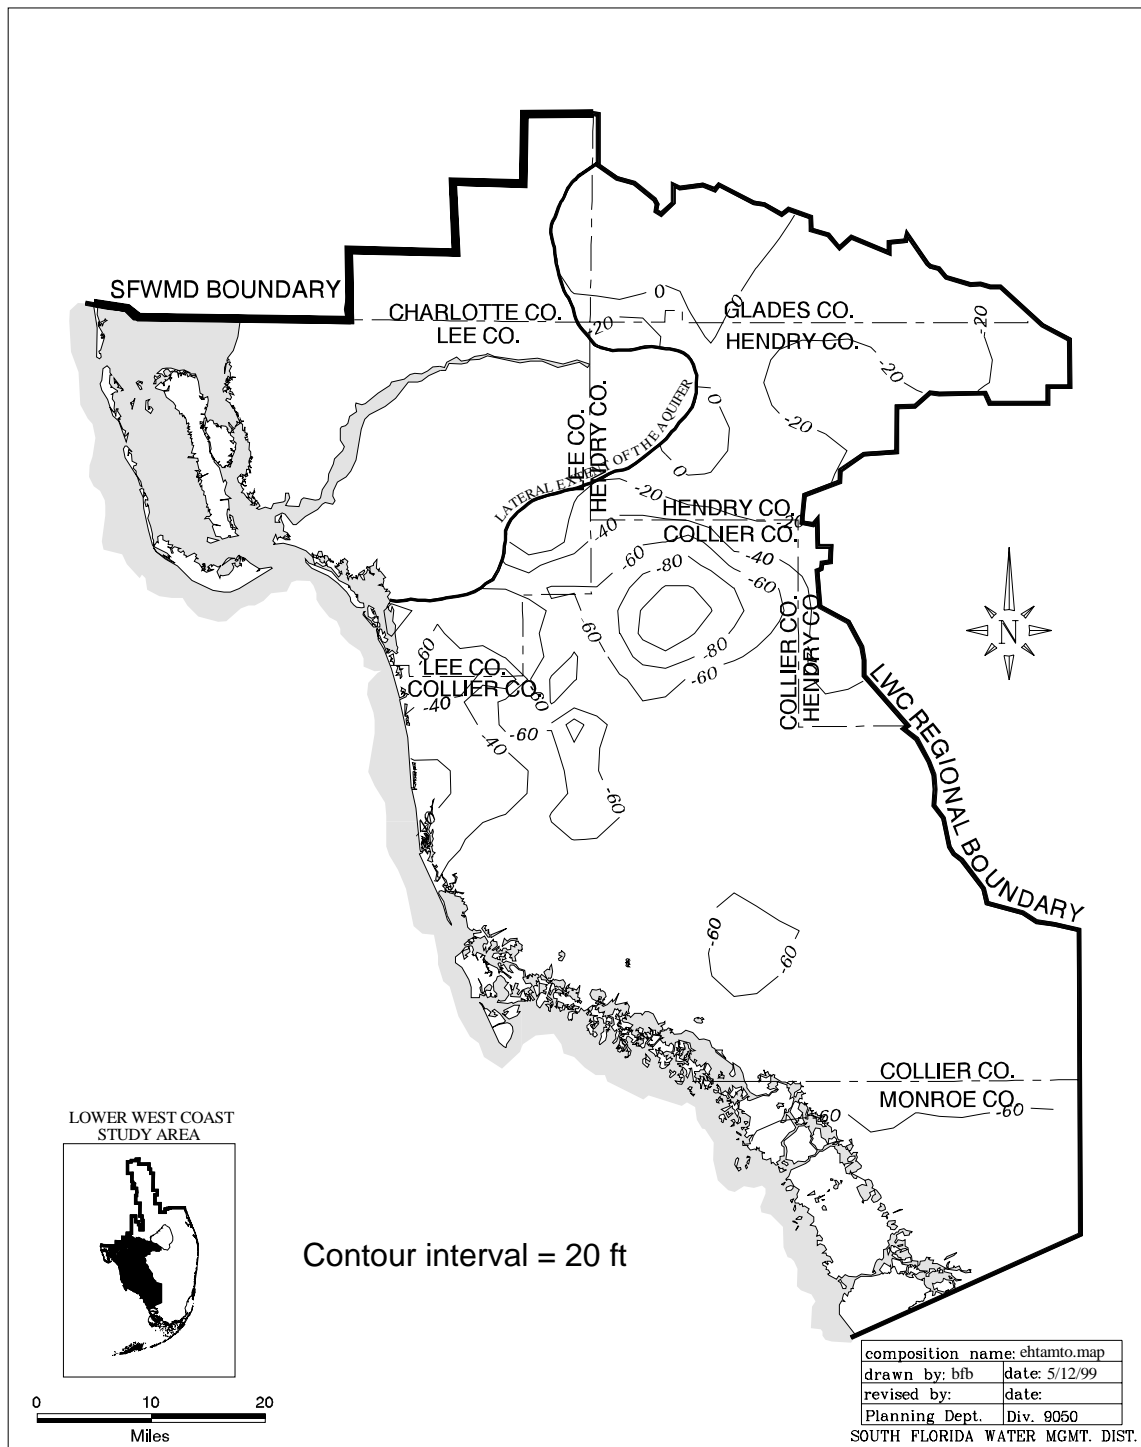 SFWMD BOUNDARY
CHARLOTTE CO.
LEE CO.
GLADES CO.
HENDRY CO.
0
0
20
-20
-20
-20
0
0
LEE CO.
HENDRY CO.
LATERAL EXTENT OF THE AQUIFER
-20
HENDRY CO.
COLLIER CO.
-20
-40
-40
-60
-80
-60
-60
-80
-60
COLLIER CO.
HENDRY CO
N
-60
LEE CO.
COLLIER CO.
-40
-60
-60
-40
-60
LWC REGIONAL BOUNDARY
-60
-60
COLLIER CO.
MONROE CO.
-60
-60
LOWER WEST COAST
STUDY AREA
Contour interval = 20 ft
0 10 20
Miles
composition name: ehtamto.map
drawn by: bfb date: 5/12/99
revised by: date:
Planning Dept. Div. 9050
SOUTH FLORIDA WATER MGMT. DIST.